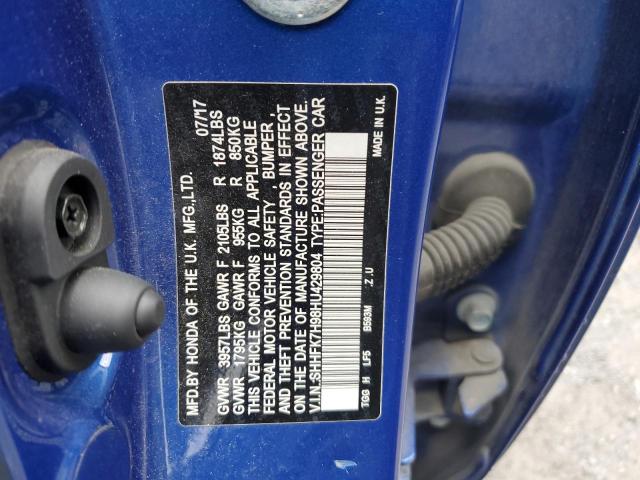 MFD.BY HONDA OF THE U.K. MFG.,LTD. 07/17
GVWR 3957LBS GAWR F 2105LBS R 1874LBS
GVWR 1795KG GAWR F 955KG R 850KG
THIS VEHICLE CONFORMS TO ALL APPLICABLE
FEDERAL MOTOR VEHICLE SAFETY , BUMPER ,
AND THEFT PREVENTION STANDARDS IN EFFECT
ON THE DATE OF MANUFACTURE SHOWN ABOVE.
V.I.N.:SHHFK7H98HU429804 TYPE:PASSENGER CAR
MADE IN U.K.
TGG H LF5 B593M Z.U